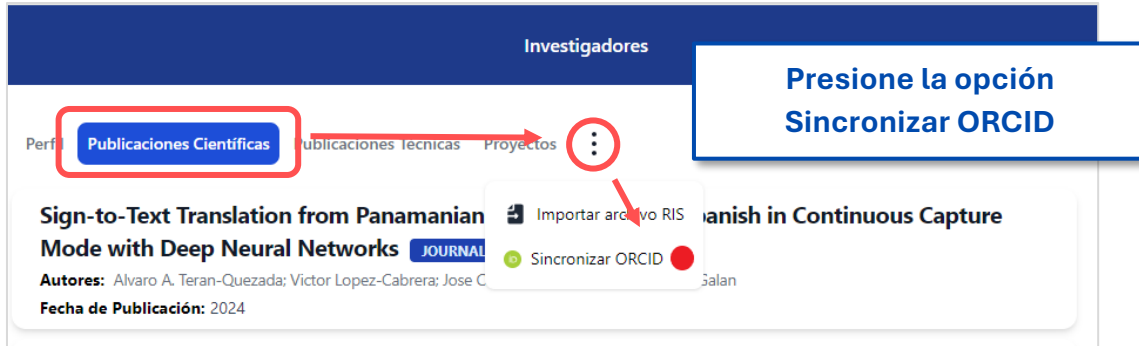 Investigadores
Presione la opción
Sincronizar ORCID
Perfil Publicaciones Científicas Publicaciones Técnicas Proyectos
Importar archivo RIS
Sincronizar ORCID
Sign-to-Text Translation from Panamanian anish in Continuous Capture
Mode with Deep Neural Networks JOURNAL
Autores: Alvaro A. Teran-Quezada; Victor Lopez-Cabrera; Jose C Galan
Fecha de Publicación: 2024